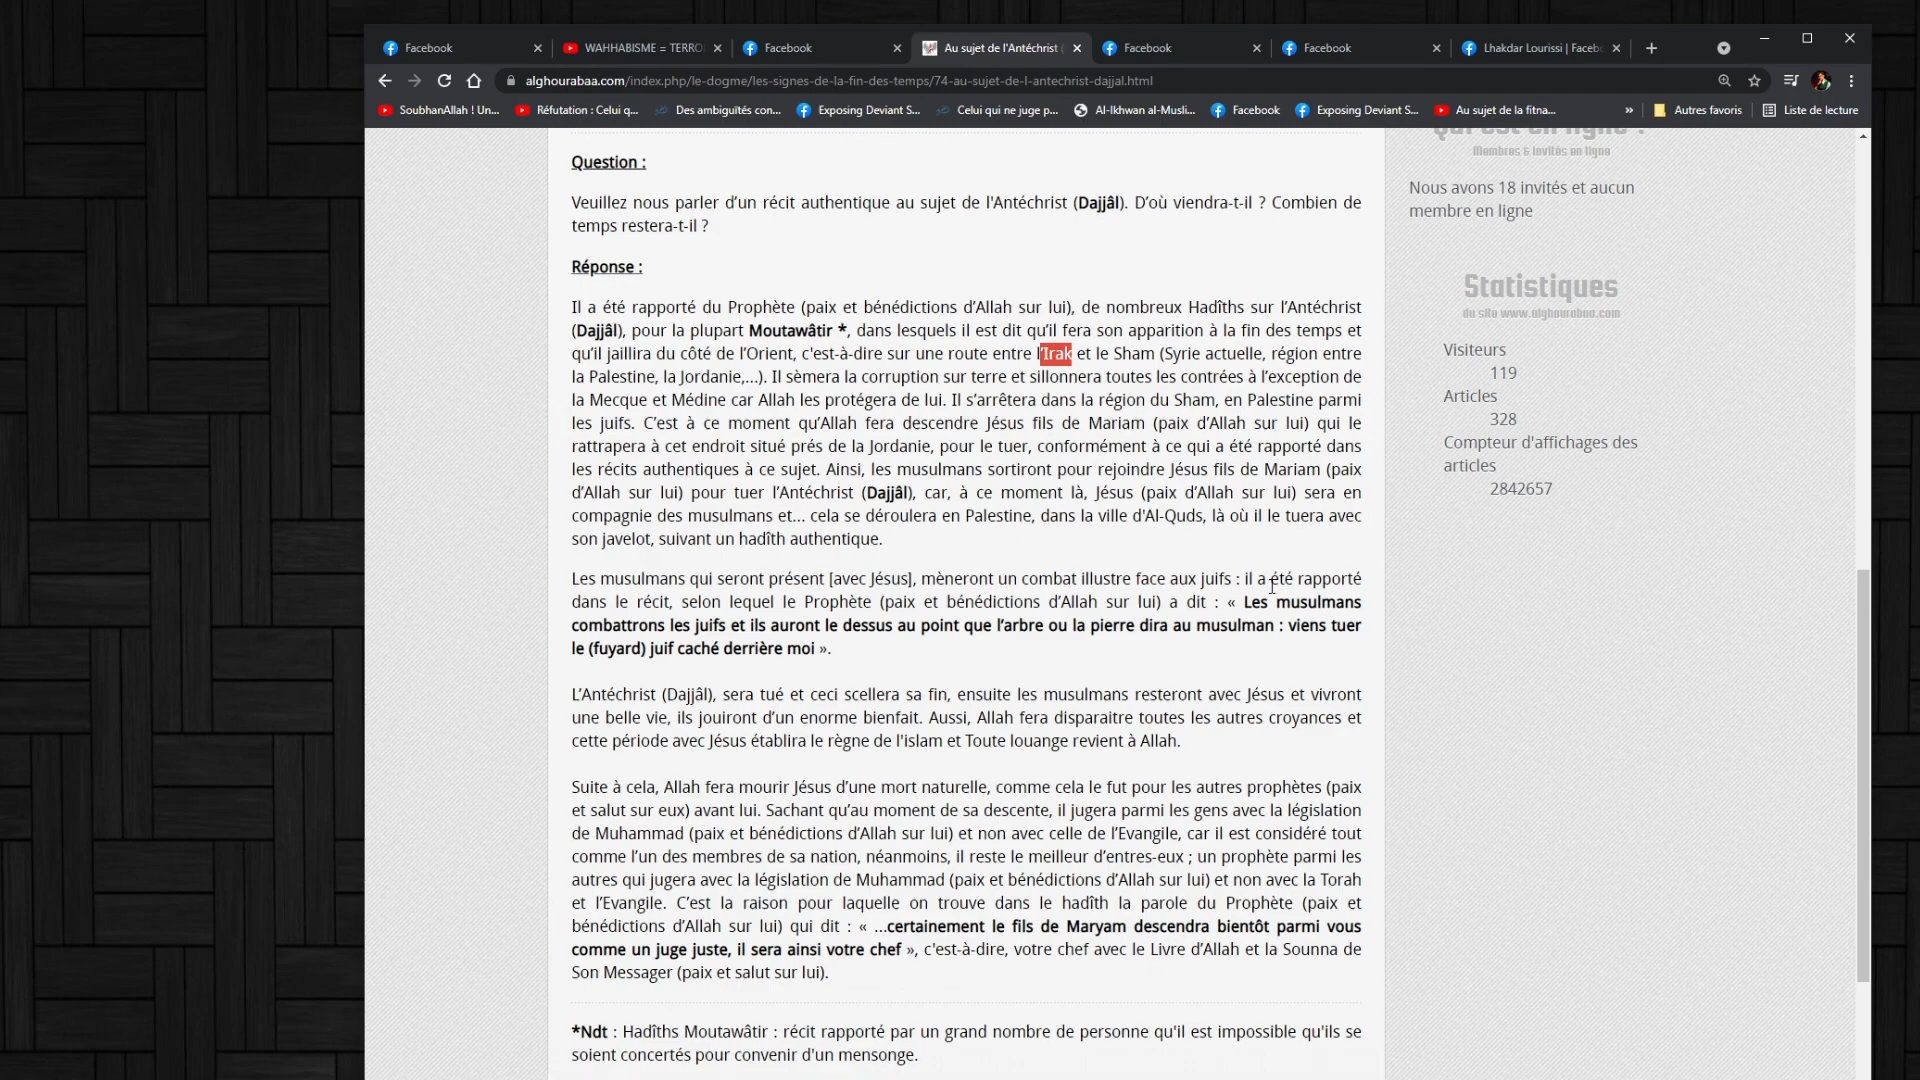 Facebook
WAHHABISME = TERRO
Facebook
Au sujet de l'Antéchrist (
Facebook
Facebook
Lhakdar Lourissi | Faceb
alghourabaa.com/index.php/le-dogme/les-signes-de-la-fin-des-temps/74-au-sujet-de-l-antechrist-dajjal.html
SoubhanAllah ! Un...
Réfutation : Celui q...
Des ambiguïtés con...
Exposing Deviant S...
Celui qui ne juge p...
Al-Ikhwan al-Musli...
Facebook
Exposing Deviant S...
Au sujet de la fitna...
»
Autres favoris
Liste de lecture
Question :
Veuillez nous parler d’un récit authentique au sujet de l'Antéchrist (Dajjâl). D’où viendra-t-il ? Combien de
temps restera-t-il ?
Réponse :
Il a été rapporté du Prophète (paix et bénédictions d’Allah sur lui), de nombreux Hadîths sur l’Antéchrist
(Dajjâl), pour la plupart Moutawâtir *, dans lesquels il est dit qu’il fera son apparition à la fin des temps et
qu’il jaillira du côté de l’Orient, c'est-à-dire sur une route entre l’Irak et le Sham (Syrie actuelle, région entre
la Palestine, la Jordanie,...). Il sèmera la corruption sur terre et sillonnera toutes les contrées à l’exception de
la Mecque et Médine car Allah les protégera de lui. Il s’arrêtera dans la région du Sham, en Palestine parmi
les juifs. C’est à ce moment qu’Allah fera descendre Jésus fils de Mariam (paix d’Allah sur lui) qui le
rattrapera à cet endroit situé prés de la Jordanie, pour le tuer, conformément à ce qui a été rapporté dans
les récits authentiques à ce sujet. Ainsi, les musulmans sortiront pour rejoindre Jésus fils de Mariam (paix
d’Allah sur lui) pour tuer l’Antéchrist (Dajjâl), car, à ce moment là, Jésus (paix d’Allah sur lui) sera en
compagnie des musulmans et... cela se déroulera en Palestine, dans la ville d'Al-Quds, là où il le tuera avec
son javelot, suivant un hadîth authentique.
Les musulmans qui seront présent [avec Jésus], mèneront un combat illustre face aux juifs : il a été rapporté
dans le récit, selon lequel le Prophète (paix et bénédictions d’Allah sur lui) a dit : « Les musulmans
combattrons les juifs et ils auront le dessus au point que l’arbre ou la pierre dira au musulman : viens tuer
le (fuyard) juif caché derrière moi ».
L’Antéchrist (Dajjâl), sera tué et ceci scellera sa fin, ensuite les musulmans resteront avec Jésus et vivront
une belle vie, ils jouiront d’un enorme bienfait. Aussi, Allah fera disparaitre toutes les autres croyances et
cette période avec Jésus établira le règne de l'islam et Toute louange revient à Allah.
Suite à cela, Allah fera mourir Jésus d’une mort naturelle, comme cela le fut pour les autres prophètes (paix
et salut sur eux) avant lui. Sachant qu’au moment de sa descente, il jugera parmi les gens avec la législation
de Muhammad (paix et bénédictions d’Allah sur lui) et non avec celle de l’Evangile, car il est considéré tout
comme l’un des membres de sa nation, néanmoins, il reste le meilleur d’entres-eux ; un prophète parmi les
autres qui jugera avec la législation de Muhammad (paix et bénédictions d’Allah sur lui) et non avec la Torah
et l’Evangile. C’est la raison pour laquelle on trouve dans le hadîth la parole du Prophète (paix et
bénédictions d’Allah sur lui) qui dit : « ...certainement le fils de Maryam descendra bientôt parmi vous
comme un juge juste, il sera ainsi votre chef », c'est-à-dire, votre chef avec le Livre d’Allah et la Sounna de
Son Messager (paix et salut sur lui).
*Ndt : Hadîths Moutawâtir : récit rapporté par un grand nombre de personne qu'il est impossible qu'ils se
soient concertés pour convenir d'un mensonge.
Qui est en ligne ?
Membres & Invités en ligne
Nous avons 18 invités et aucun
membre en ligne
Statistiques
du site www.alghourabaa.com
Visiteurs
119
Articles
328
Compteur d'affichages des
articles
2842657